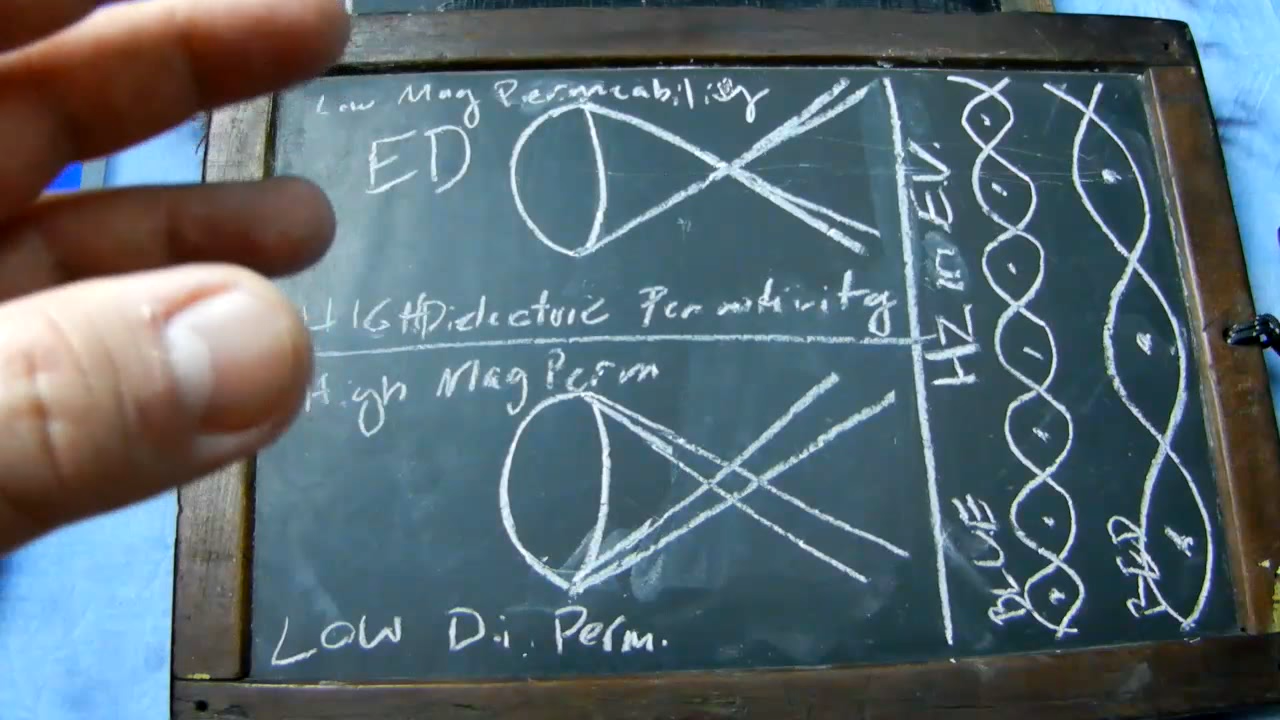 Low Mag Permeability
ED
HIGH Dielectric Permativity
High Mag Perm
Low Di. Perm.
HZ in EV.
BLUE
RED